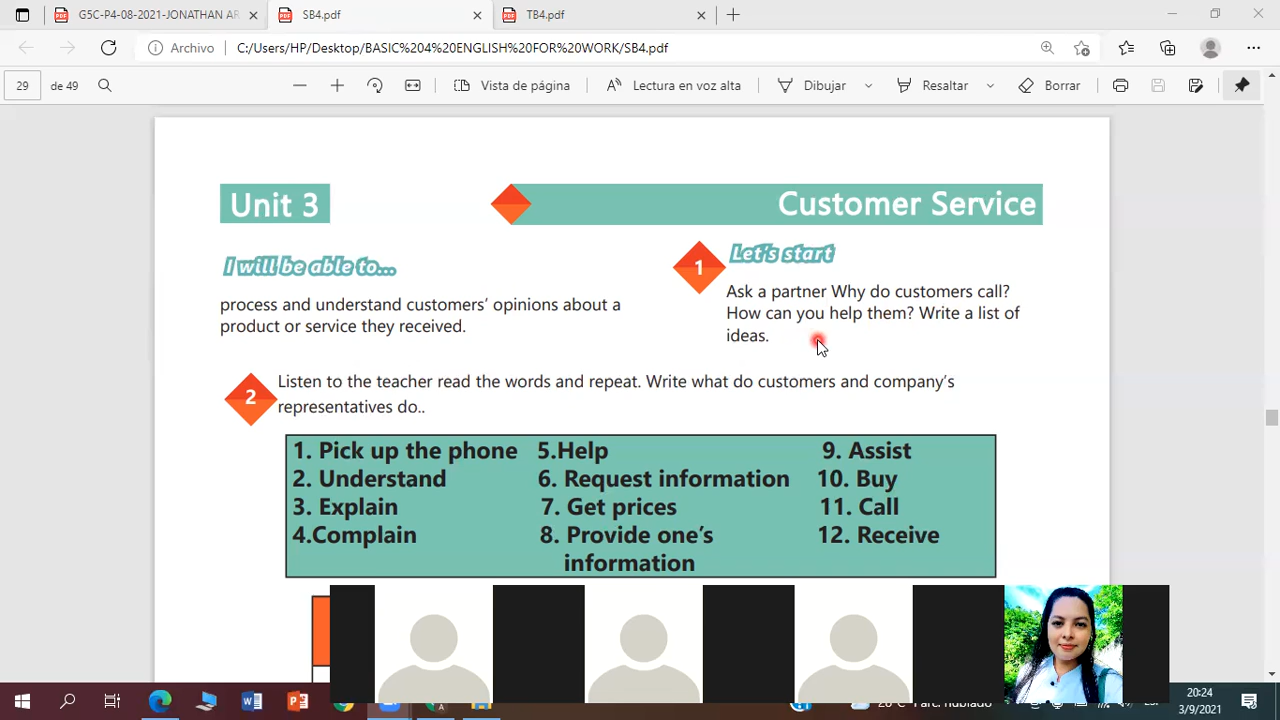 G5C-P4-08-2021-JONATHAN AR
SB4.pdf
TB4.pdf
Archivo
C:/Users/HP/Desktop/BASIC%204%20ENGLISH%20FOR%20WORK/SB4.pdf
29 de 49
Vista de página
Lectura en voz alta
Dibujar
Resaltar
Borrar
Unit 3
Customer Service
I will be able to...
process and understand customers’ opinions about a
product or service they received.
1
Let's start
Ask a partner Why do customers call?
How can you help them? Write a list of
ideas.
2
Listen to the teacher read the words and repeat. Write what do customers and company’s
representatives do..
1. Pick up the phone
2. Understand
3. Explain
4.Complain
5.Help
6. Request information
7. Get prices
8. Provide one’s
information
9. Assist
10. Buy
11. Call
12. Receive
20:24
3/9/2021